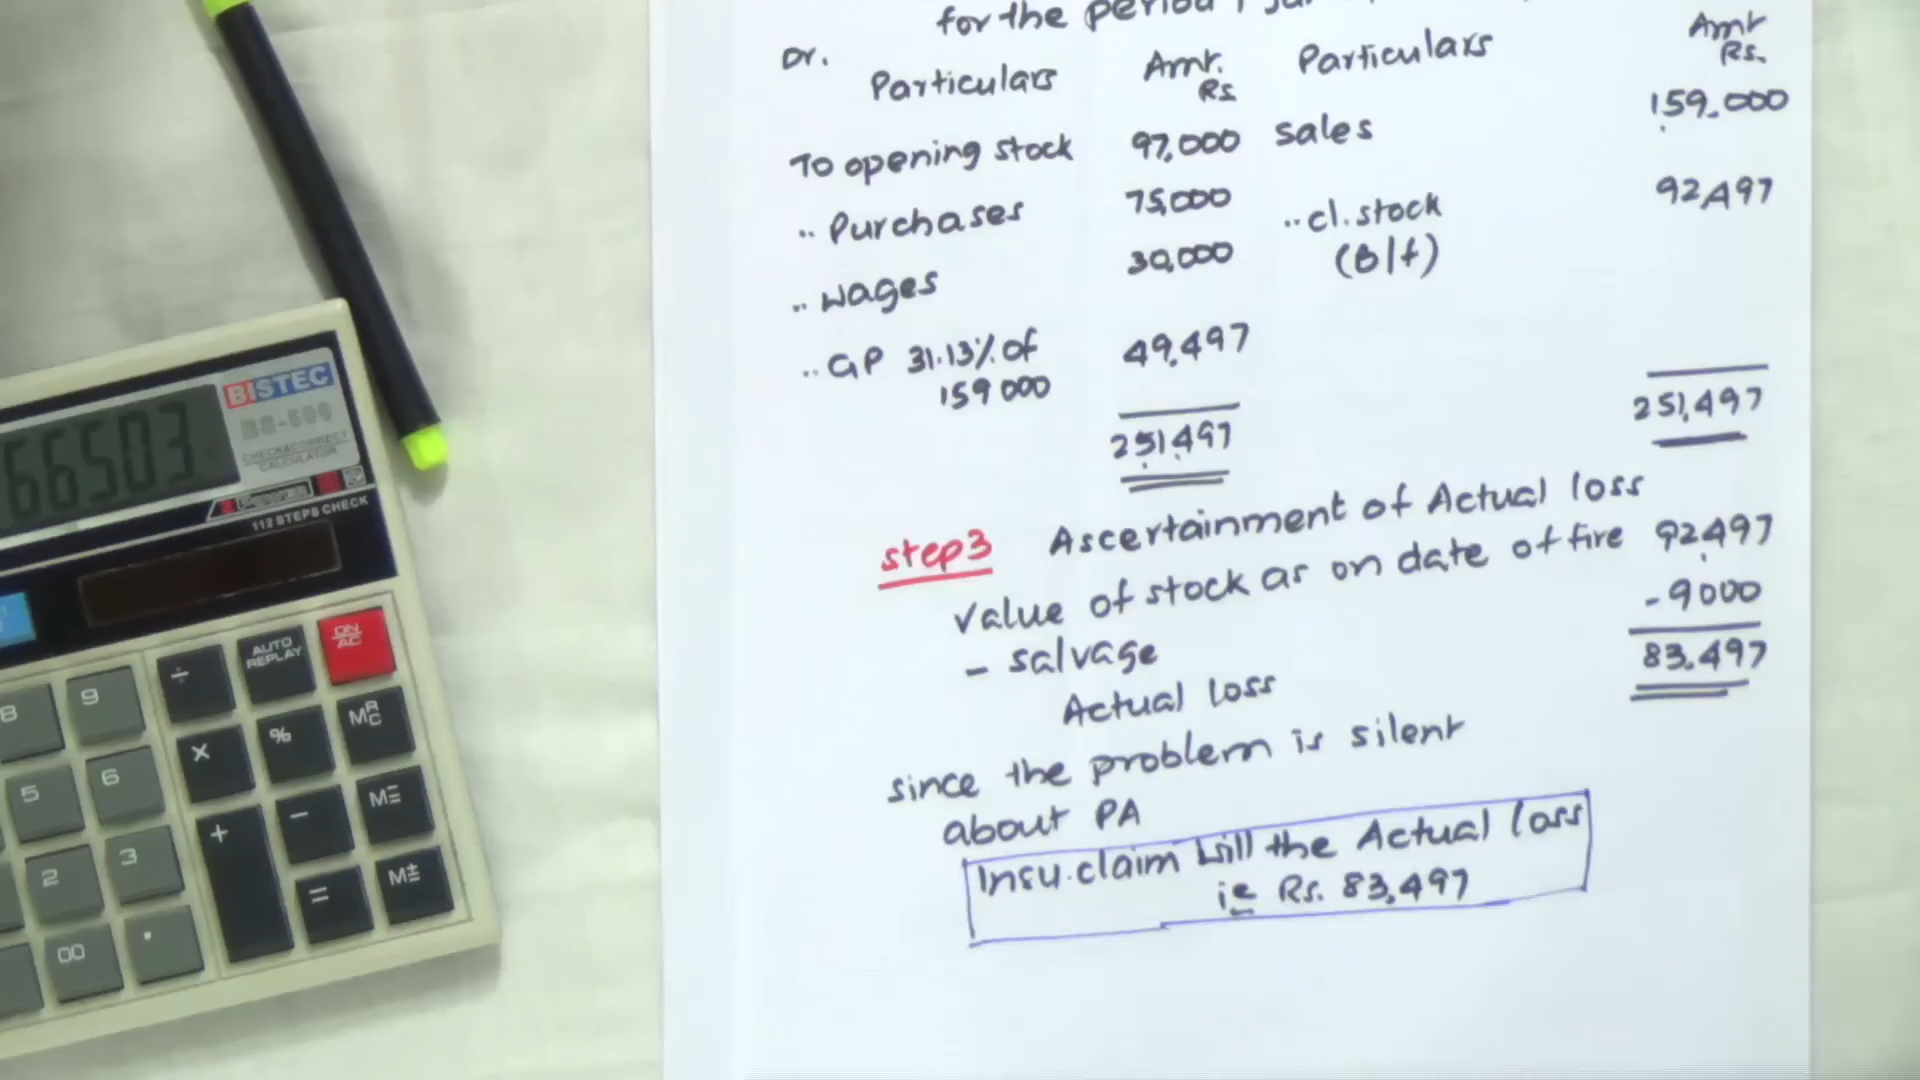 for the period 1
Dr.
Particulars Amt. Rs Particulars Amt Rs.
To opening stock 97,000 sales 159.000
.. Purchases 75,000 .. cl. stock 92,497
(B/f)
.. wages 30,000
.. GP 31.13% of 49,497
159000
251,497 251,497
step3 Ascertainment of Actual loss
value of stock as on date of fire 92,497
- salvage - 9000
Actual loss 83,497
since the problem is silent
about PA
Insu. claim will the Actual loss
ie Rs. 83,497
66503
BISTEC
CHECK&CORRECT
CALCULATOR
112 STEPS CHECK
8 9 ÷ AUTO REPLAY ON AC
5 6 × % MRC
2 3 + - M=
00 . = M±